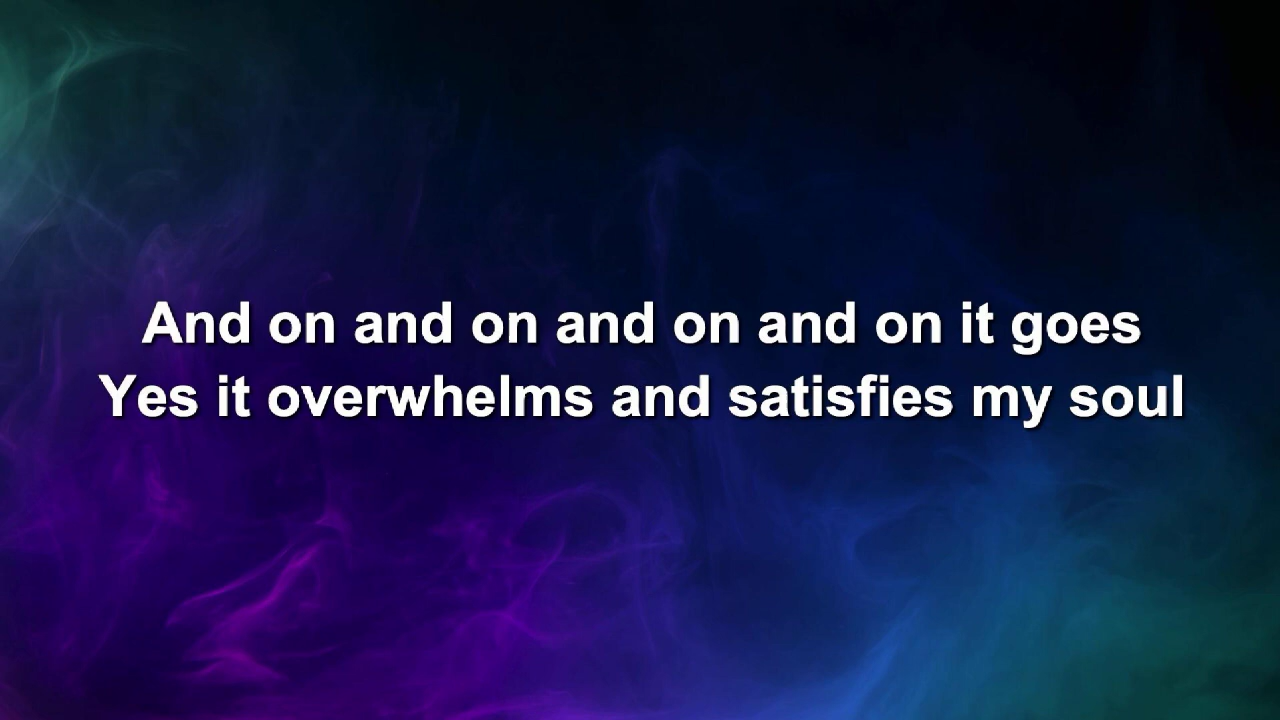 And on and on and on and on it goes
Yes it overwhelms and satisfies my soul